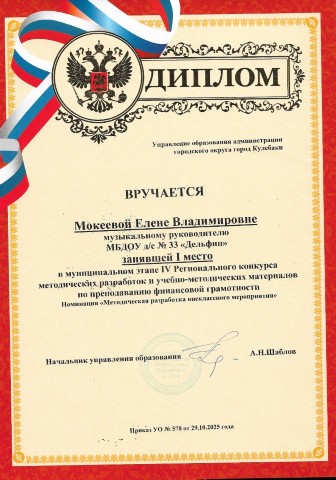 ДИПЛОМ
Управление образования администрации
городского округа город Кулебаки
ВРУЧАЕТСЯ
Мокеевой Елене Владимировне
музыкальному руководителю
МБДОУ д/с № 33 «Дельфин»
занявшей I место
в муниципальном этапе IV Регионального конкурса
методических разработок и учебно-методических материалов
по преподаванию финансовой грамотности
Номинация «Методическая разработка внеклассного мероприятия»
Начальник управления образования
А.Н.Шаблов
Приказ УО № 578 от 29.10.2025 года